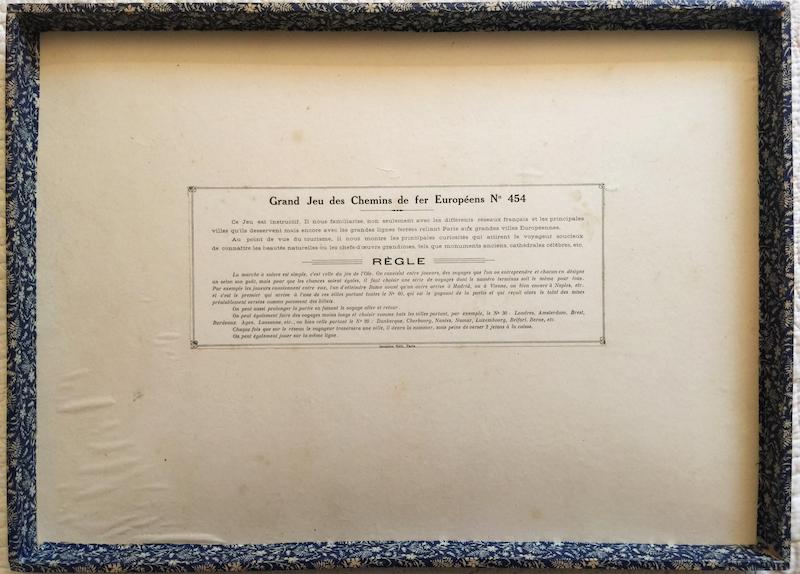 Grand Jeu des Chemins de fer Européens Nº 454
Ce Jeu est instructif. Il nous familiarise, non seulement avec les différents réseaux français et les principales
villes qu'ils desservent mais encore avec les grandes lignes ferrées reliant Paris aux grandes villes Européennes.
Au point de vue du tourisme, il nous montre les principales curiosités qui attirent le voyageur soucieux
de connaître les beautés naturelles ou les chefs-d'œuvre grandioses, tels que monuments anciens, cathédrales célèbres, etc.
RÈGLE
La marche à suivre est simple, c'est celle du jeu de l'Oie. On convient entre joueurs, des voyages que l'on va entreprendre et chacun en désigne
un selon son goût, mais pour que les chances soient égales, il faut choisir une série de voyages dont le numéro terminus soit le même pour tous.
Par exemple les joueurs conviennent entre eux, l'un d'atteindre Rome avant qu'un autre arrive à Madrid, ou à Vienne, ou bien encore à Naples, etc.
et c'est le premier qui arrive à l'une de ces villes portant toutes le Nº 60, qui est le gagnant de la partie et qui reçoit alors le total des mises
préalablement versées comme paiement des billets.
On peut aussi prolonger la partie en faisant le voyage aller et retour.
On peut également faire des voyages moins longs et choisir comme buts les villes portant, par exemple, le Nº 30 : Londres, Amsterdam, Brest,
Bordeaux, Agen, Lausanne, etc., ou bien celle portant le Nº 20 : Dunkerque, Cherbourg, Nantes, Namur, Luxembourg, Belfort, Berne, etc.
Chaque fois que sur le réseau le voyageur traversera une ville, il devra la nommer, sous peine de verser 2 jetons à la caisse.
On peut également jouer sur la même ligne.
Paris